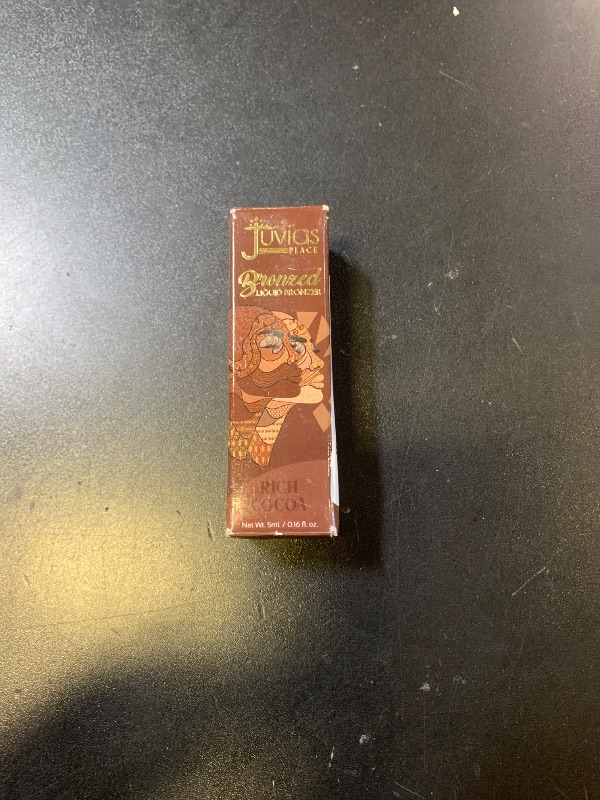 Juvias
PLACE
Bronzed
LIQUID BRONZER
RICH
COCOA
Net Wt. 5ml. / 0.16 fl. oz.